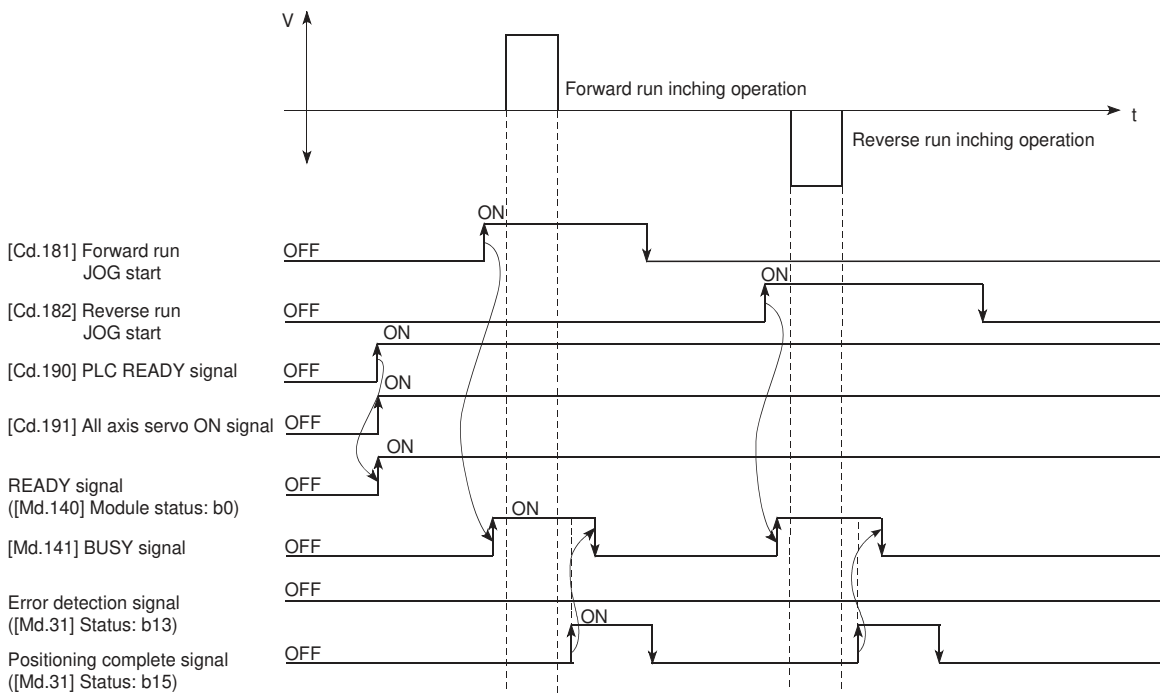 V
Forward run inching operation
t
Reverse run inching operation
ON
[Cd.181] Forward run
JOG start
OFF
ON
[Cd.182] Reverse run
JOG start
OFF
ON
[Cd.190] PLC READY signal
OFF
ON
[Cd.191] All axis servo ON signal
OFF
ON
READY signal
([Md.140] Module status: b0)
OFF
ON
[Md.141] BUSY signal
OFF
Error detection signal
([Md.31] Status: b13)
OFF
ON
Positioning complete signal
([Md.31] Status: b15)
OFF